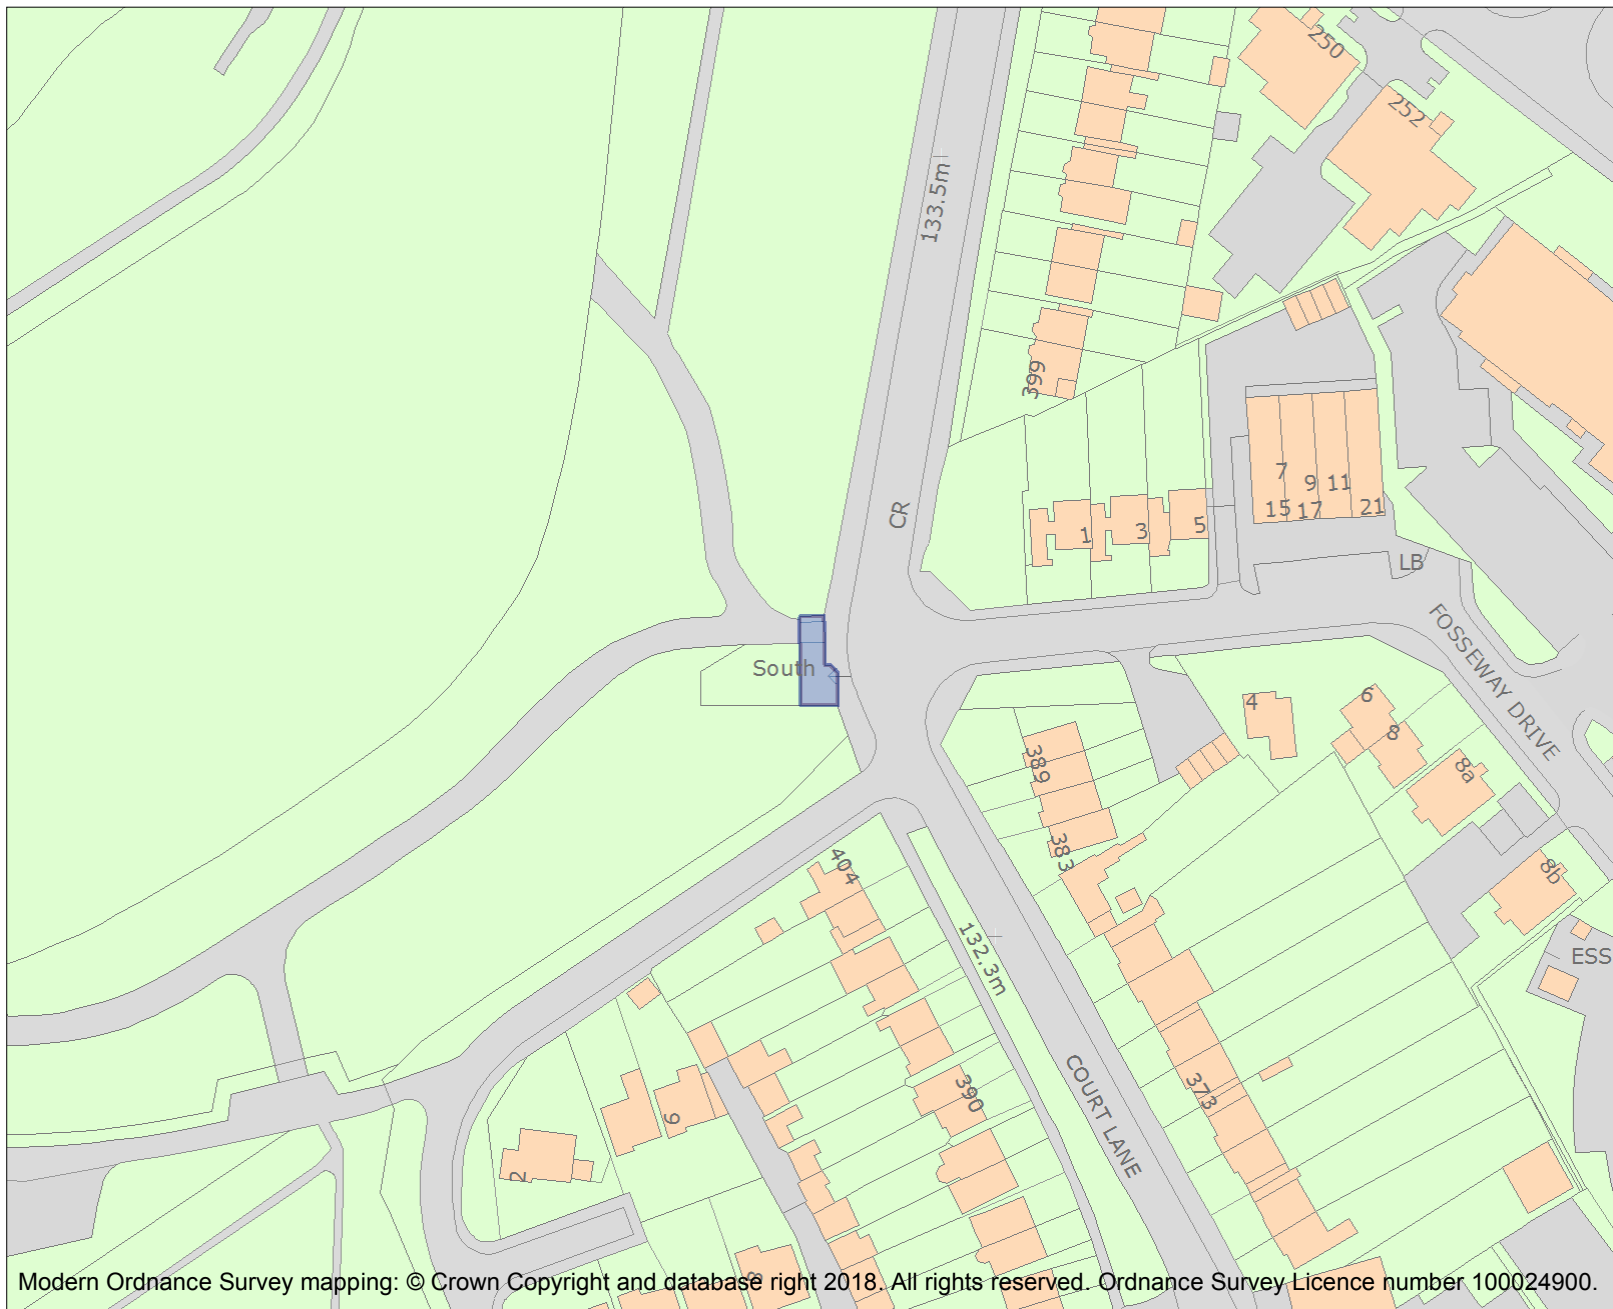 250
252
133.5m
399
CR
7
9
11
15
17
21
1
3
5
LB
FOSSEWAY DRIVE
South
4
6
8
8a
8b
389
383
404
132.3m
ESS
COURT LANE
373
390
6
2
8
Modern Ordnance Survey mapping: © Crown Copyright and database right 2018. All rights reserved. Ordnance Survey Licence number 100024900.